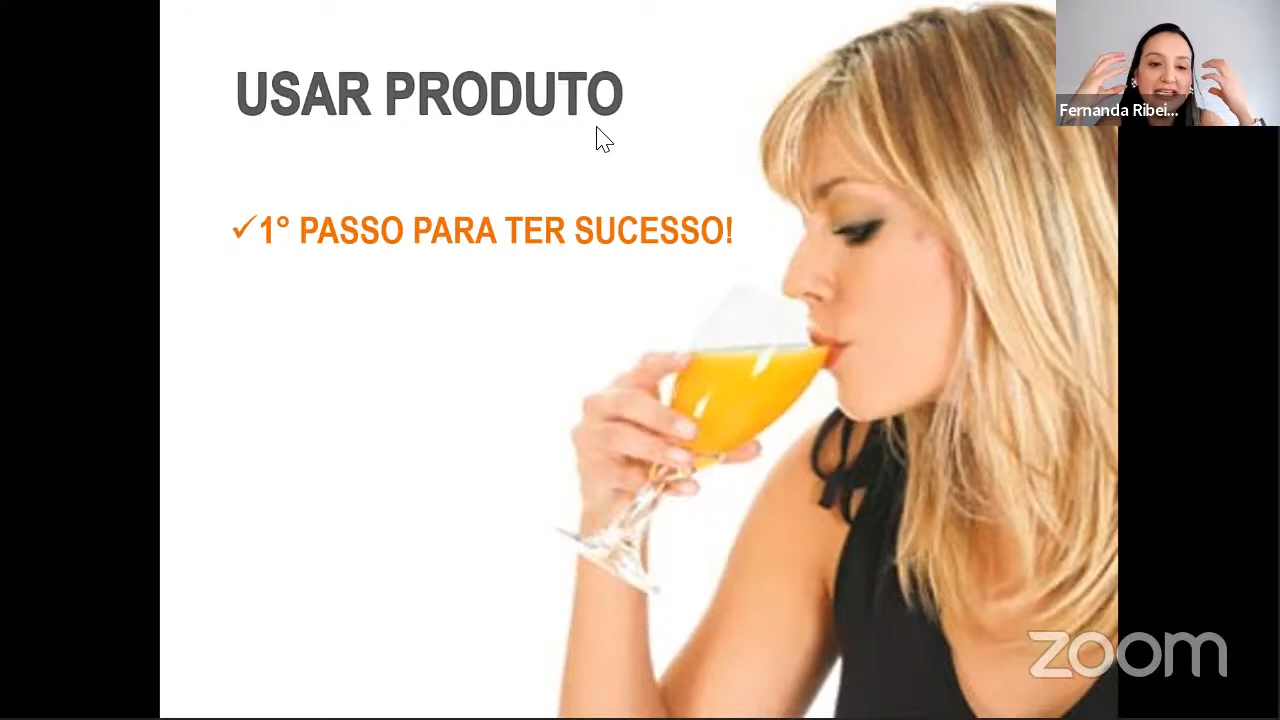 USAR PRODUTO
Fernanda Ribei...
✓1° PASSO PARA TER SUCESSO!
zoom